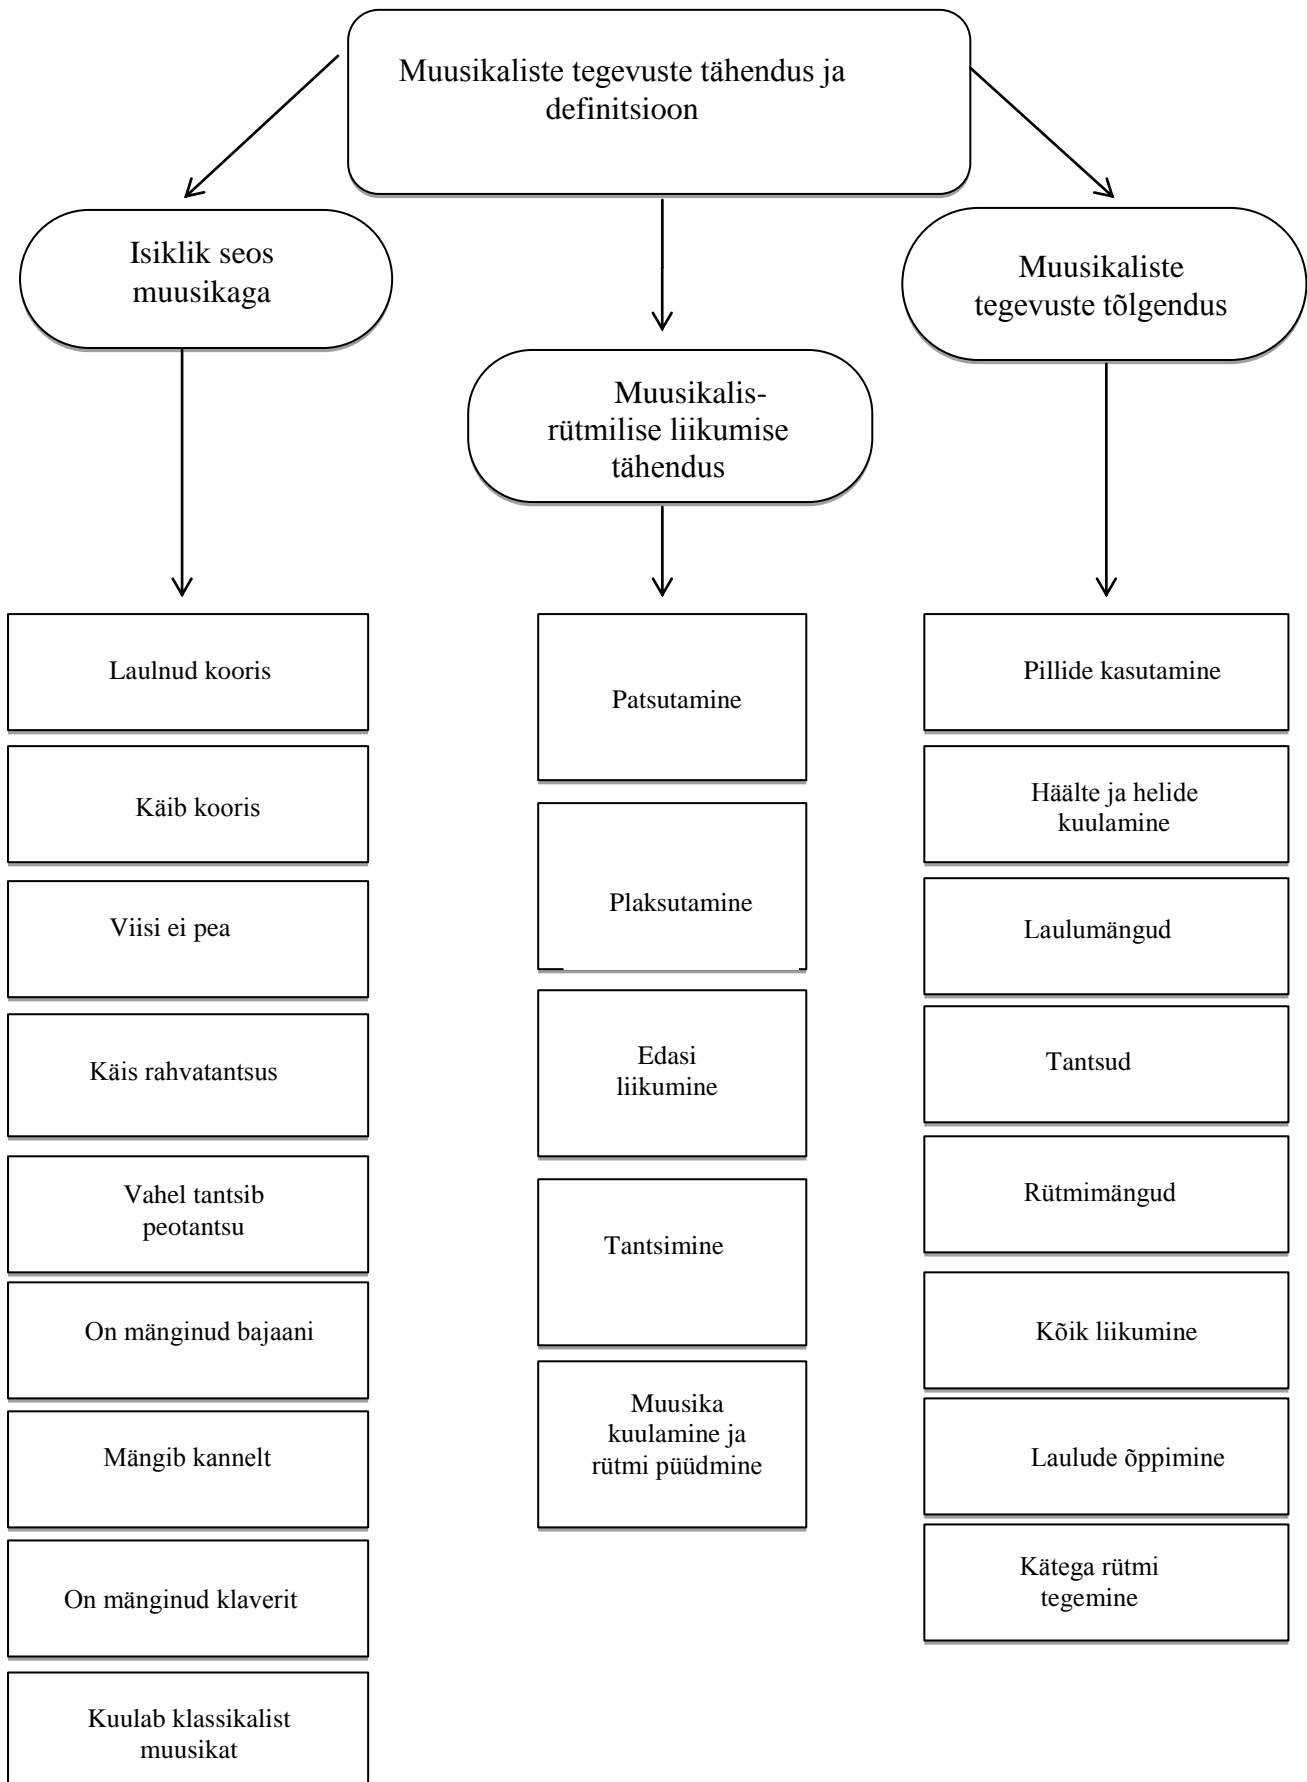 Muusikaliste tegevuste tähendus ja
definitsioon
Isiklik seos
muusikaga
Muusikalis-
rütmilise liikumise
tähendus
Muusikaliste
tegevuste tõlgendus
Laulnud kooris
Käib kooris
Viisi ei pea
Käis rahvatantsus
Vahel tantsib
peotantsu
On mänginud bajaani
Mängib kannelt
On mänginud klaverit
Kuulab klassikalist
muusikat
Patsutamine
Plaksutamine
Edasi
liikumine
Tantsimine
Muusika
kuulamine ja
rütmi püüdmine
Pillide kasutamine
Häälte ja helide
kuulamine
Laulumängud
Tantsud
Rütmimängud
Kõik liikumine
Laulude õppimine
Kätega rütmi
tegemine